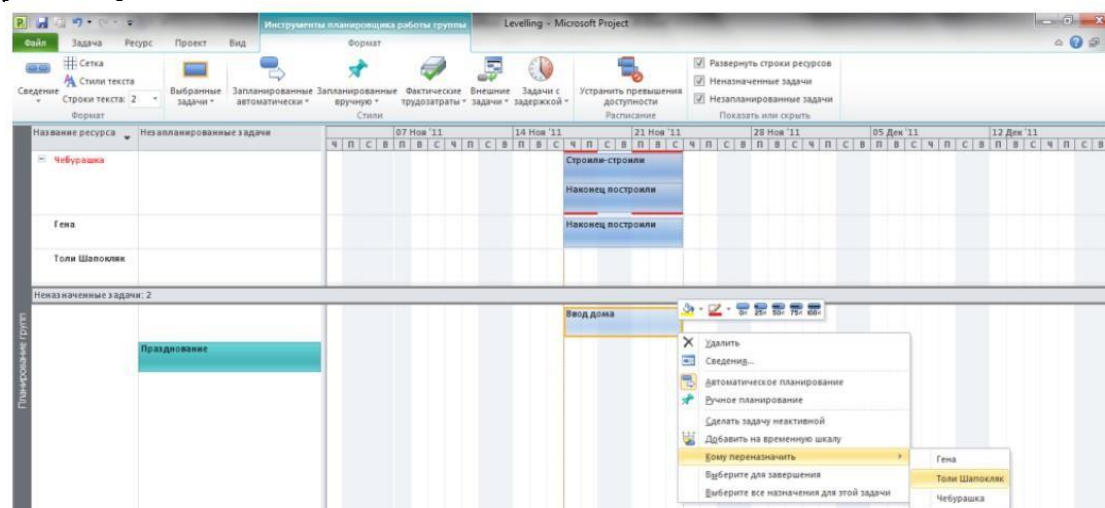 Инструменты планировщика работы группы
Levelling - Microsoft Project
Файл Задача Ресурс Проект Вид Формат
Сведение
Сетка
Стили текста
Строки текста: 2
Формат
Выбранные задачи
Запланированные автоматически
Запланированные вручную
Фактические трудозатраты
Внешние задачи
Задачи с задержкой
Стили
Устранить превышения доступности
Расписание
Развернуть строки ресурсов
Неназначенные задачи
Незапланированные задачи
Показать или скрыть
Название ресурса Незапланированные задачи
07 Ноя '11 14 Ноя '11 21 Ноя '11 28 Ноя '11 05 Дек '11 12 Дек '11
Ч П С В П В С Ч П С В П В С Ч П С В П В С Ч П С В П В С Ч П С В П В С Ч П С В П В С Ч П С В
Чебурашка
Строили-строили
Наконец построили
Гена
Наконец построили
Толи Шапокляк
Неназначенные задачи: 2
Планирование групп
Ввод дома
Празднование
0% 25% 50% 75% 100%
Удалить
Сведения...
Автоматическое планирование
Ручное планирование
Сделать задачу неактивной
Добавить на временную шкалу
Кому переназначить
Выберите для завершения
Выберите все назначения для этой задачи
Гена
Толи Шапокляк
Чебурашка